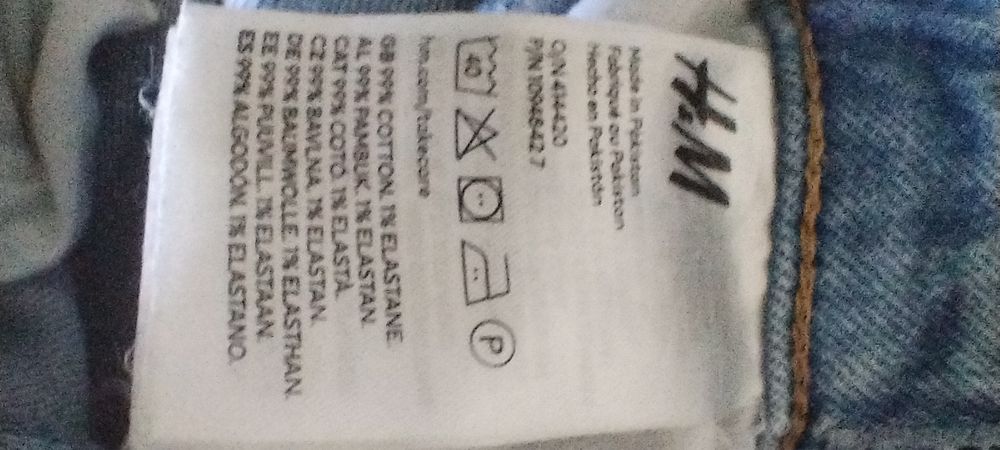 H&M
Made in Pakistan
Fabriqué au Pakistan
Hecho en Pakistán
O/N 414420
P/N 10948427
40
P
hm.com/takecare
GB 99% COTTON. 1% ELASTANE.
AL 99% PAMBUK. 1% ELASTAN.
CAT 99% COTÓ. 1% ELASTÀ.
CZ 99% BAVLNA. 1% ELASTAN.
DE 99% BAUMWOLLE. 1% ELASTHAN.
EE 99% PUUVILL. 1% ELASTAAN.
ES 99% ALGODÓN. 1% ELASTANO.